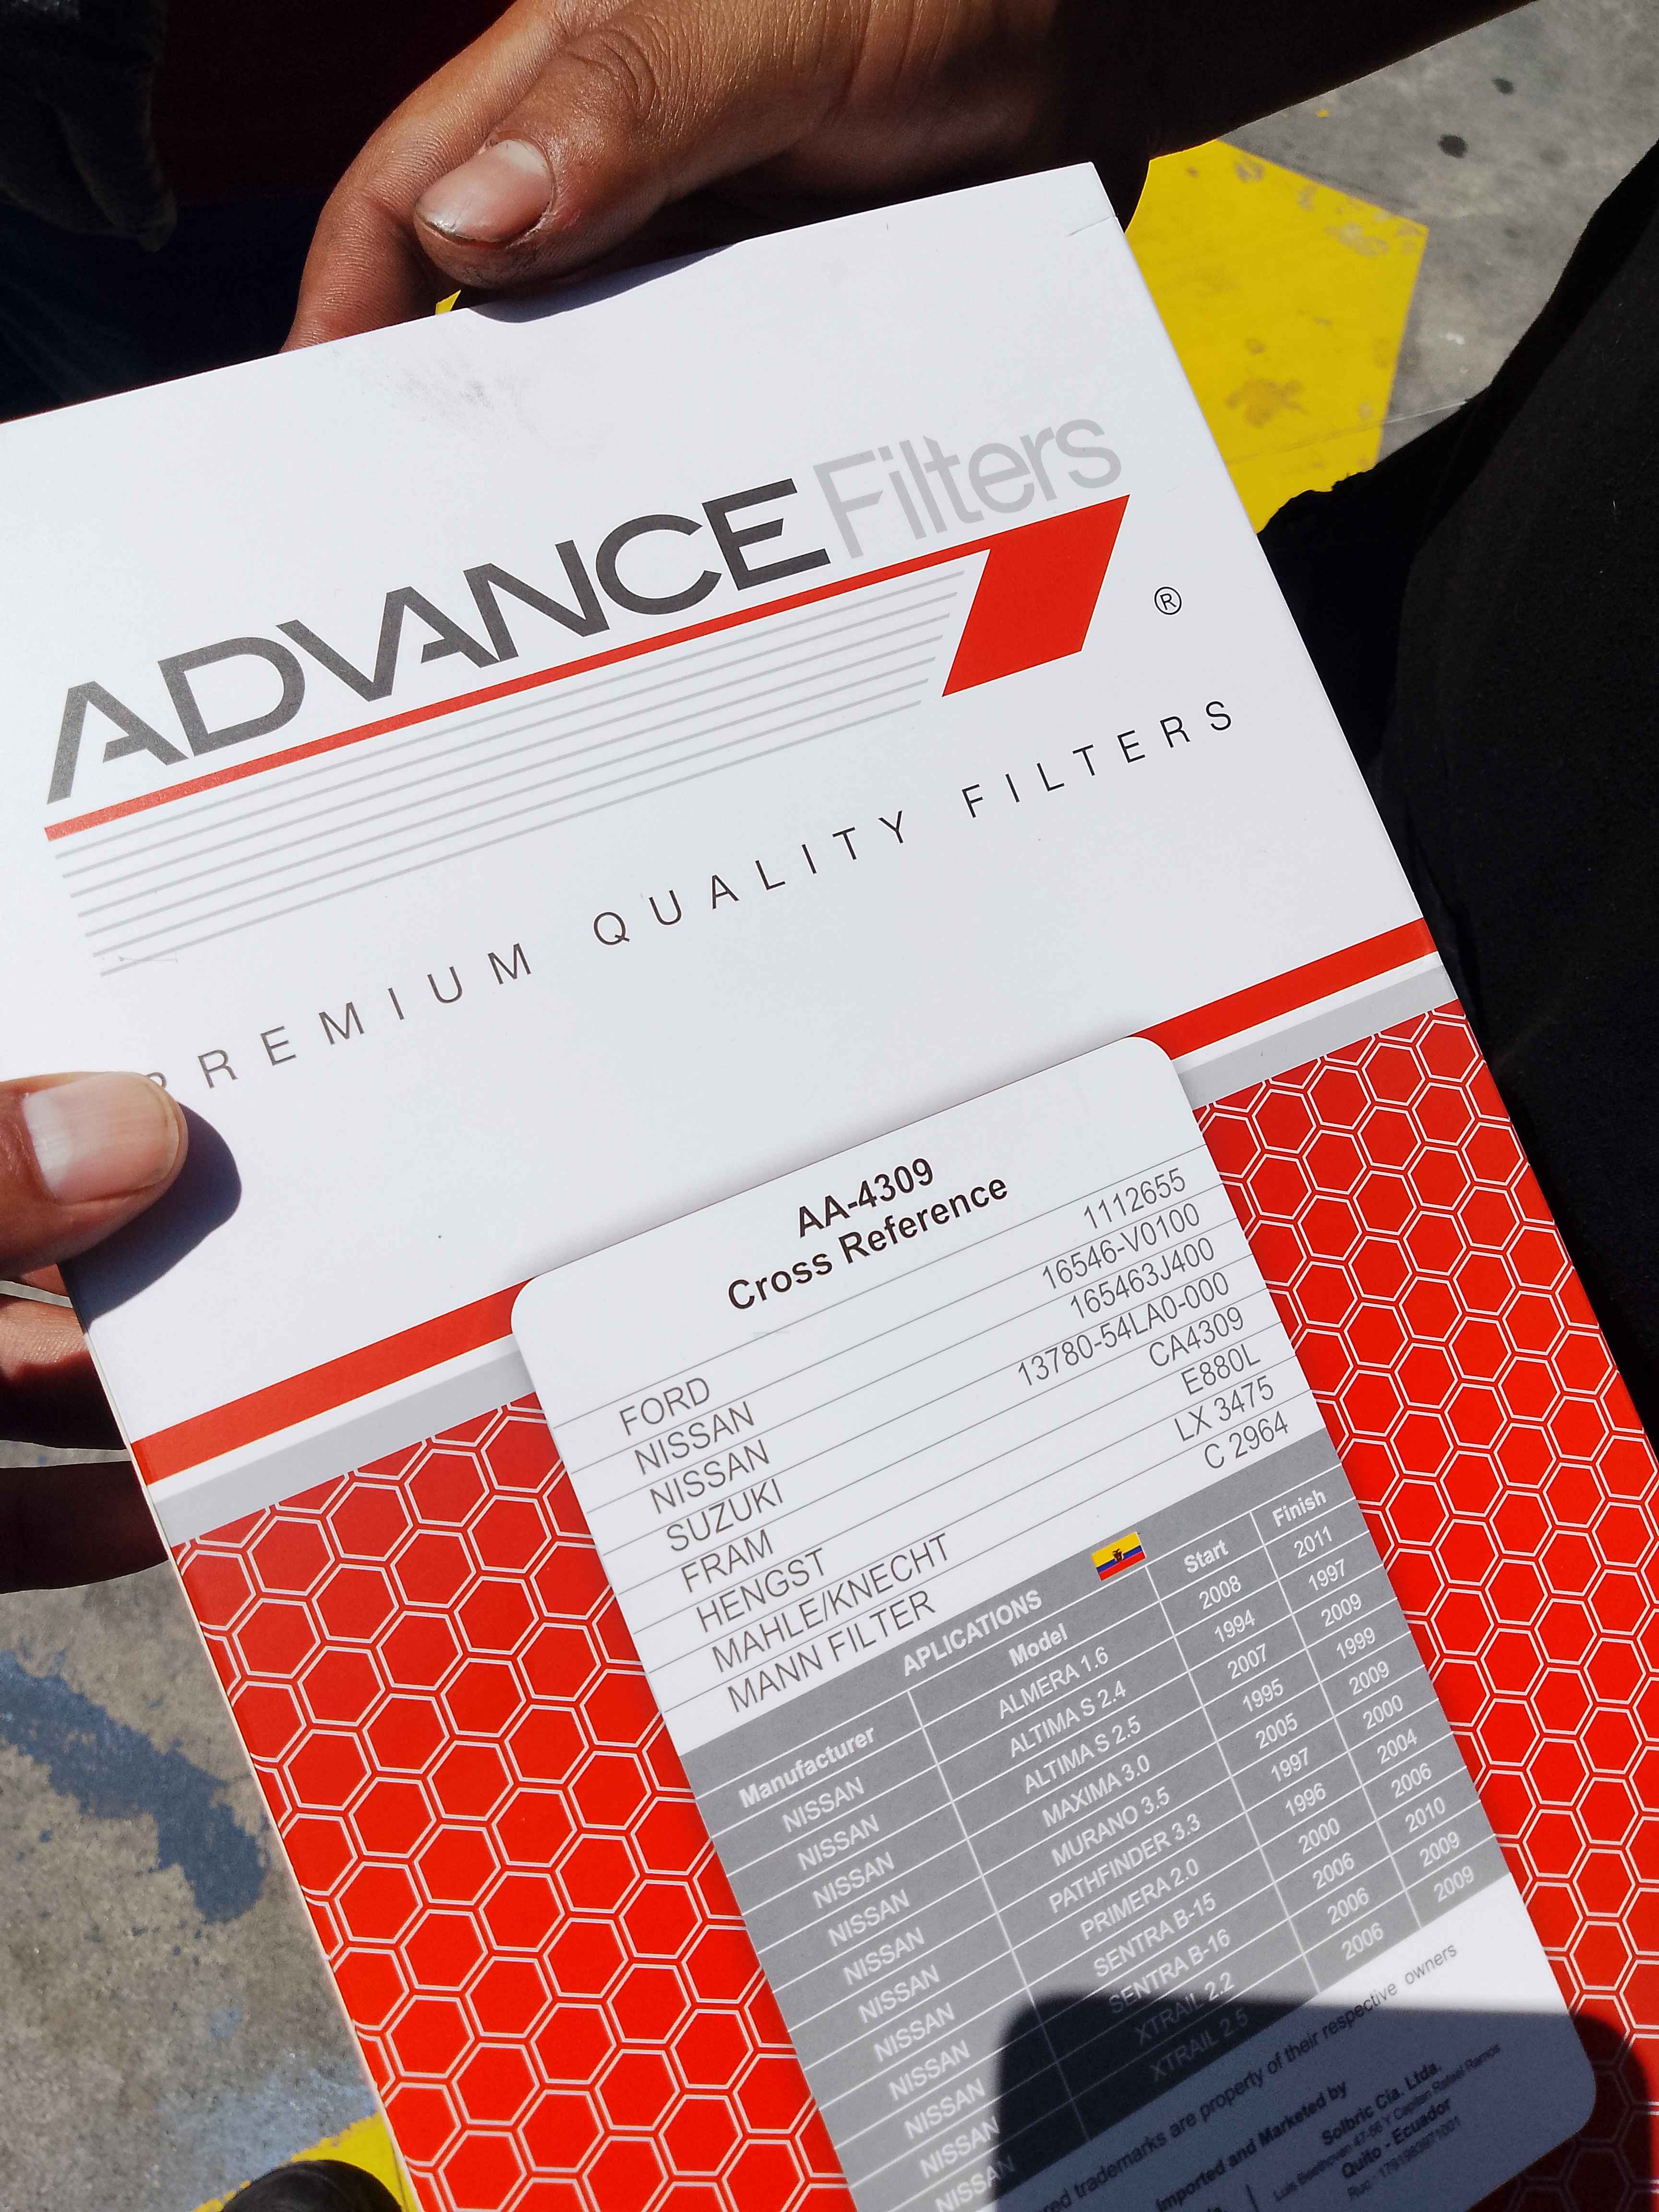 ADVANCE Filters
®
PREMIUM QUALITY FILTERS
AA-4309
Cross Reference
FORD 1112655
NISSAN 16546-V0100
NISSAN 165463J400
SUZUKI 13780-54LA0-000
FRAM CA4309
HENGST E880L
MAHLE/KNECHT LX 3475
MANN FILTER C 2964
APLICATIONS
Manufacturer Model Start Finish
NISSAN ALMERA 1.6 2008 2011
NISSAN ALTIMA S 2.4 1994 1997
NISSAN ALTIMA S 2.5 2007 2009
NISSAN MAXIMA 3.0 1995 1999
NISSAN MURANO 3.5 2005 2009
NISSAN PATHFINDER 3.3 1997 2000
NISSAN PRIMERA 2.0 1996 2004
NISSAN SENTRA B-15 2000 2006
NISSAN SENTRA B-16 2006 2010
NISSAN XTRAIL 2.2 2006 2009
NISSAN XTRAIL 2.5 2006 2009
trademarks are property of their respective owners
Imported and Marketed by
Solbric Cía. Ltda.
Quito - Ecuador